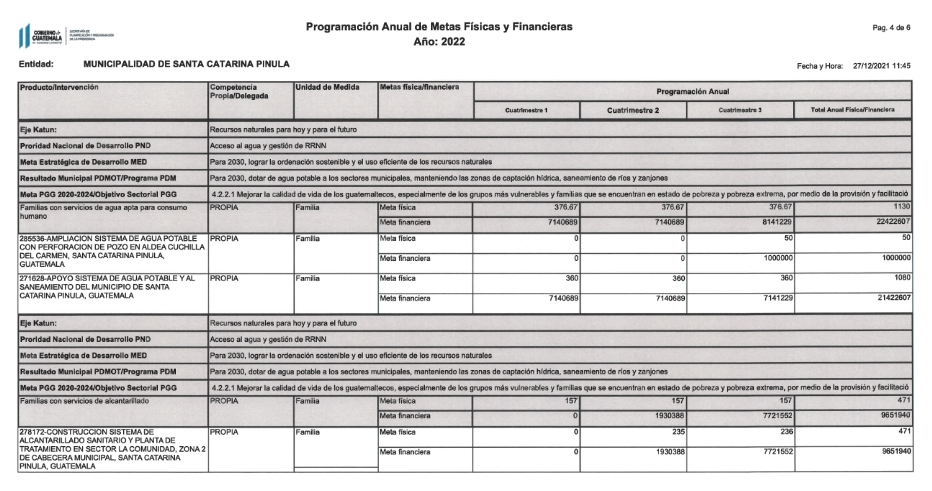 GOBIERNO de
GUATEMALA
SECRETARÍA DE
PLANIFICACIÓN Y PROGRAMACIÓN
DE LA PRESIDENCIA
Programación Anual de Metas Físicas y Financieras
Año: 2022
Pag. 4 de 6
Entidad: MUNICIPALIDAD DE SANTA CATARINA PINULA
Fecha y Hora: 27/12/2021 11:45
Producto/Intervención Competencia Propia/Delegada Unidad de Medida Metas física/financiera Programación Anual
Cuatrimestre 1 Cuatrimestre 2 Cuatrimestre 3 Total Anual Física/Financiera
Eje Katun: Recursos naturales para hoy y para el futuro
Proridad Nacional de Desarrollo PND Acceso al agua y gestión de RRNN
Meta Estratégica de Desarrollo MED Para 2030, lograr la ordenación sostenible y el uso eficiente de los recursos naturales
Resultado Municipal PDMOT/Programa PDM Para 2030, dotar de agua potable a los sectores municipales, manteniendo las zonas de captación hídrica, saneamiento de ríos y zanjones
Meta PGG 2020-2024/Objetivo Sectorial PGG 4.2.2.1 Mejorar la calidad de vida de los guatemaltecos, especialmente de los grupos más vulnerables y familias que se encuentran en estado de pobreza y pobreza extrema, por medio de la provisión y facilitació
Familias con servicios de agua apta para consumo PROPIA Familia Meta física 376.67 376.67 376.67 1130
humano Meta financiera 7140689 7140689 8141229 22422607
285536-AMPLIACION SISTEMA DE AGUA POTABLE PROPIA Familia Meta física 0 0 50 50
CON PERFORACION DE POZO EN ALDEA CUCHILLA
DEL CARMEN, SANTA CATARINA PINULA, Meta financiera 0 0 1000000 1000000
GUATEMALA
271628-APOYO SISTEMA DE AGUA POTABLE Y AL PROPIA Familia Meta física 360 360 360 1080
SANEAMIENTO DEL MUNICIPIO DE SANTA
CATARINA PINULA, GUATEMALA Meta financiera 7140689 7140689 7141229 21422607
Eje Katun: Recursos naturales para hoy y para el futuro
Proridad Nacional de Desarrollo PND Acceso al agua y gestión de RRNN
Meta Estratégica de Desarrollo MED Para 2030, lograr la ordenación sostenible y el uso eficiente de los recursos naturales
Resultado Municipal PDMOT/Programa PDM Para 2030, dotar de agua potable a los sectores municipales, manteniendo las zonas de captación hídrica, saneamiento de ríos y zanjones
Meta PGG 2020-2024/Objetivo Sectorial PGG 4.2.2.1 Mejorar la calidad de vida de los guatemaltecos, especialmente de los grupos más vulnerables y familias que se encuentran en estado de pobreza y pobreza extrema, por medio de la provisión y facilitació
Familias con servicios de alcantarillado PROPIA Familia Meta física 157 157 157 471
Meta financiera 0 1930388 7721552 9651940
278172-CONSTRUCCION SISTEMA DE PROPIA Familia Meta física 0 235 236 471
ALCANTARILLADO SANITARIO Y PLANTA DE
TRATAMIENTO EN SECTOR LA COMUNIDAD, ZONA 2 Meta financiera 0 1930388 7721552 9651940
DE CABECERA MUNICIPAL, SANTA CATARINA
PINULA, GUATEMALA